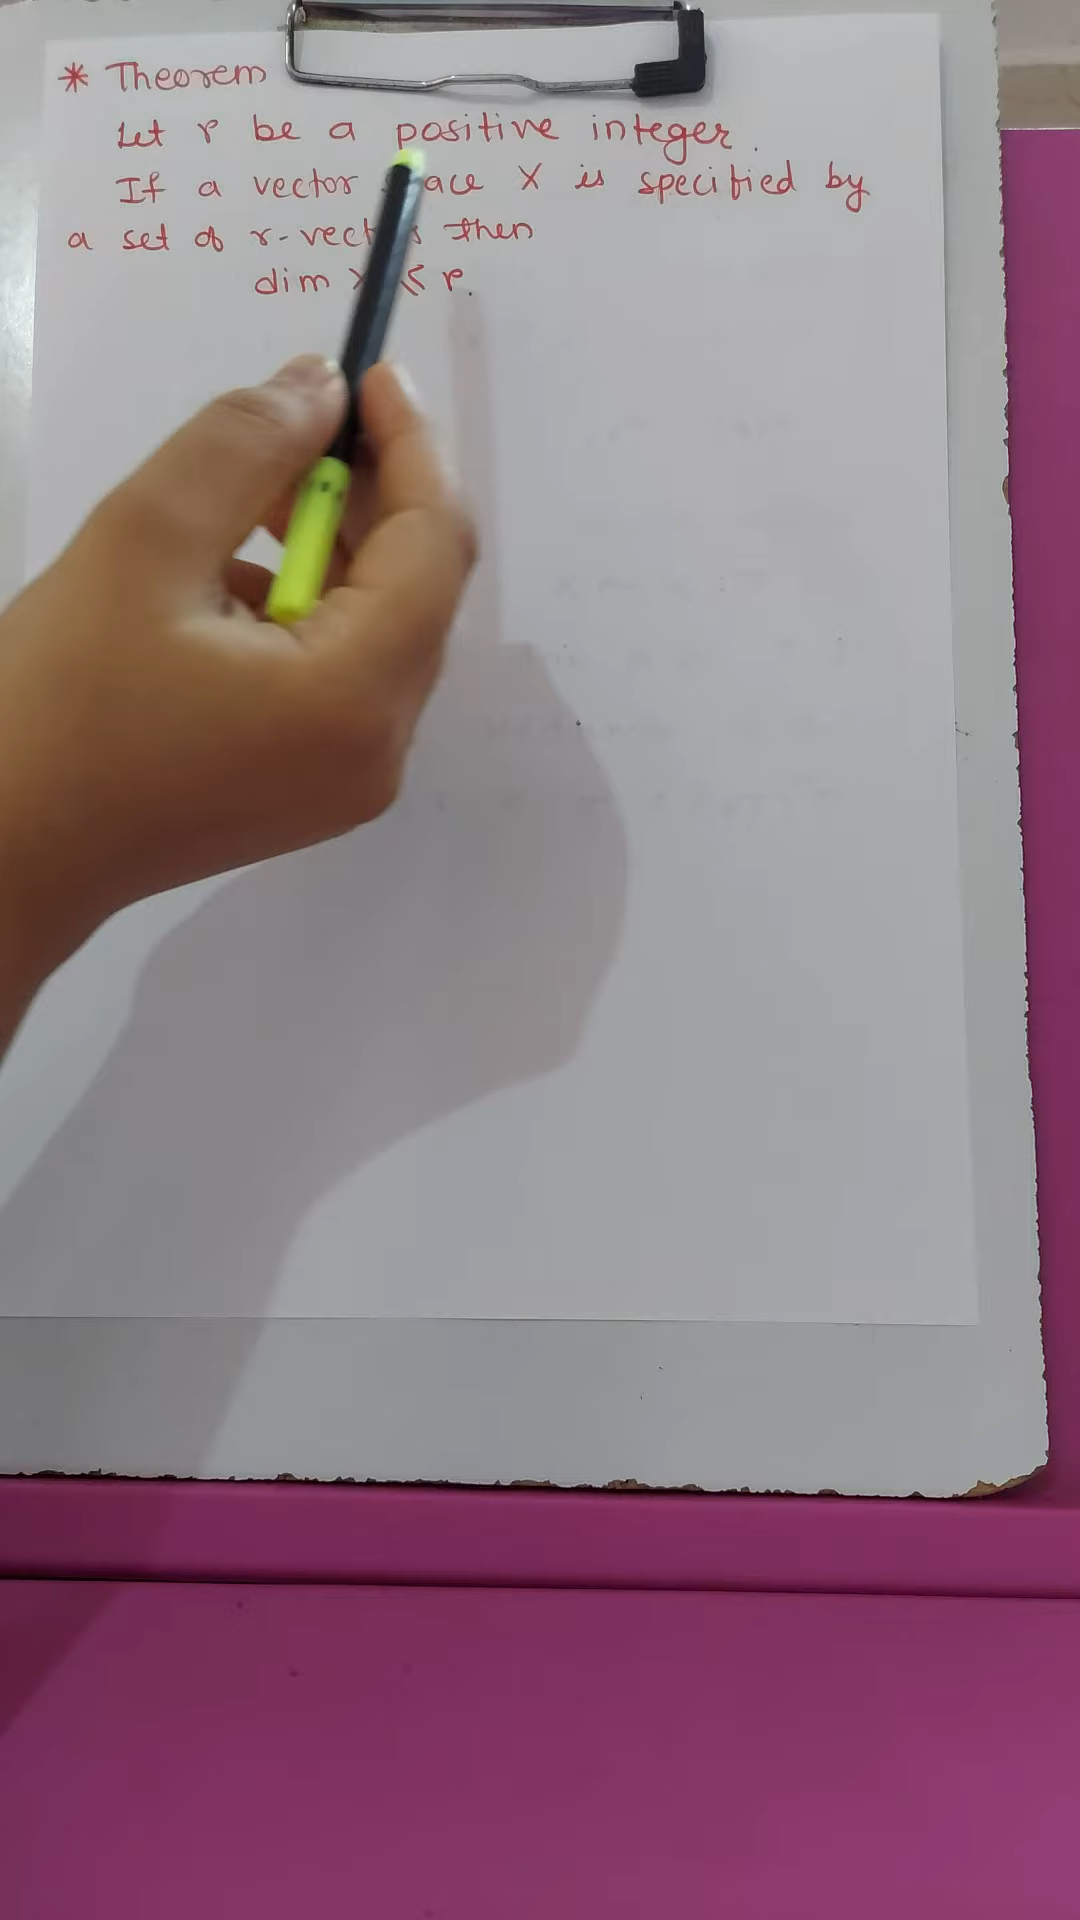 * Theorem
Let r be a positive integer.
If a vector ace X is specified by
a set of r-vect s then
dim X ≤ r.